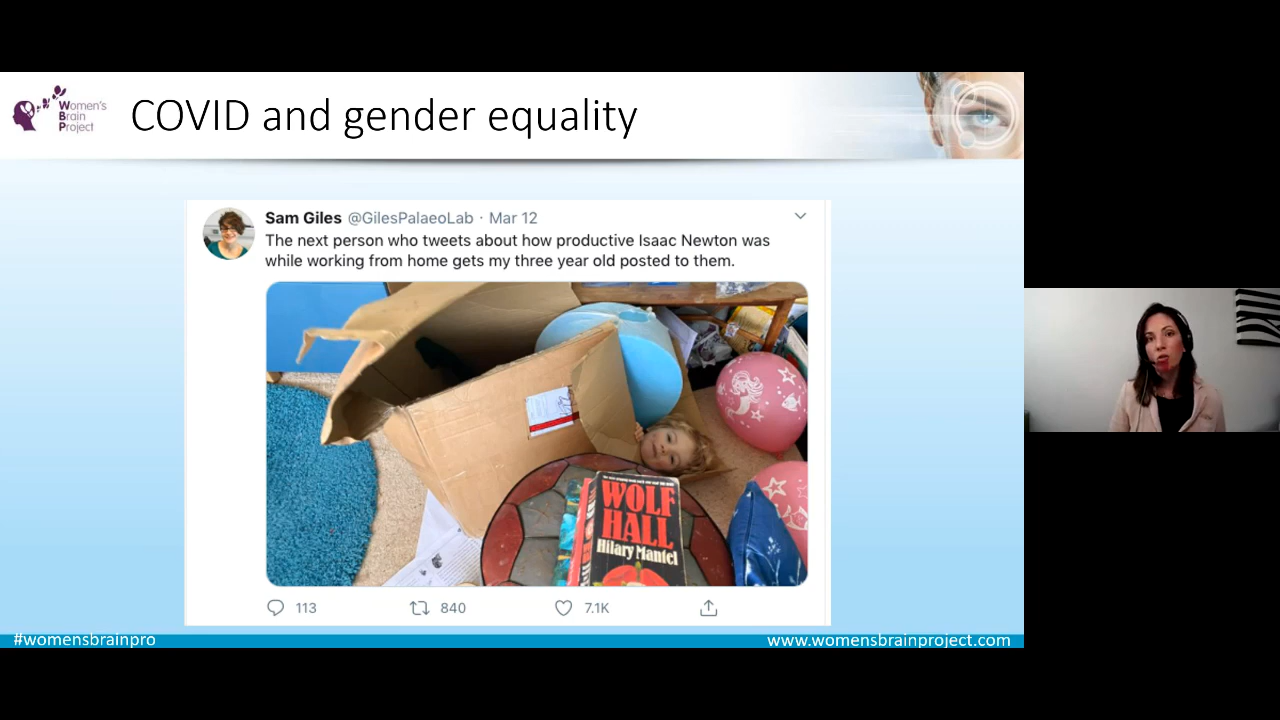 Women's
Brain
Project
COVID and gender equality
Sam Giles @GilesPalaeoLab · Mar 12
The next person who tweets about how productive Isaac Newton was
while working from home gets my three year old posted to them.
WOLF
HALL
Hilary Mantel
113 840 7.1K
#womensbrainpro
www.womensbrainproject.com